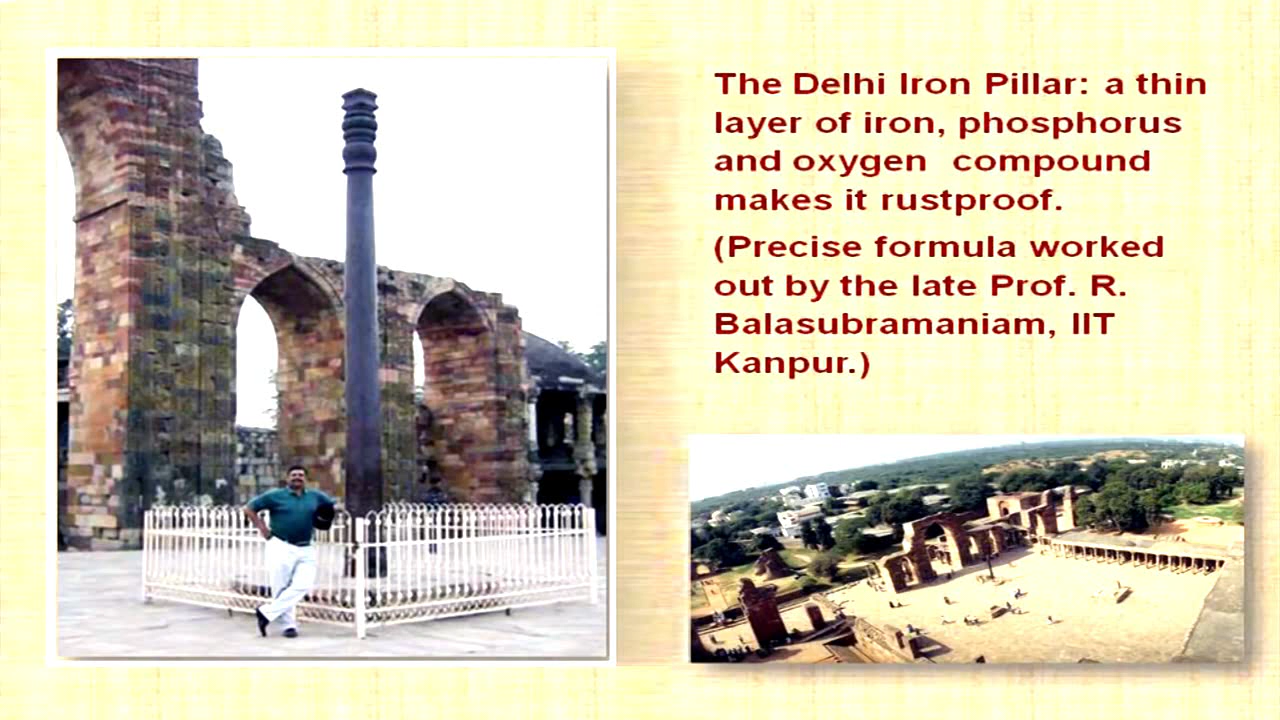 The Delhi Iron Pillar: a thin
layer of iron, phosphorus
and oxygen compound
makes it rustproof.
(Precise formula worked
out by the late Prof. R.
Balasubramaniam, IIT
Kanpur.)